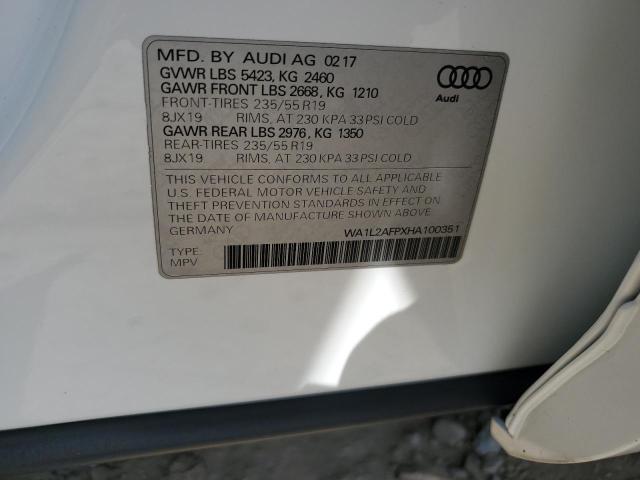 MFD. BY AUDI AG 02 17
GVWR LBS 5423, KG 2460
GAWR FRONT LBS 2668, KG 1210
FRONT-TIRES 235/55 R19
8JX19 RIMS, AT 230 KPA 33 PSI COLD
GAWR REAR LBS 2976, KG 1350
REAR-TIRES 235/55 R19
8JX19 RIMS, AT 230 KPA 33 PSI COLD
Audi
THIS VEHICLE CONFORMS TO ALL APPLICABLE
U.S. FEDERAL MOTOR VEHICLE SAFETY AND
THEFT PREVENTION STANDARDS IN EFFECT ON
THE DATE OF MANUFACTURE SHOWN ABOVE.
GERMANY WA1L2AFPXHA100351
TYPE:
MPV